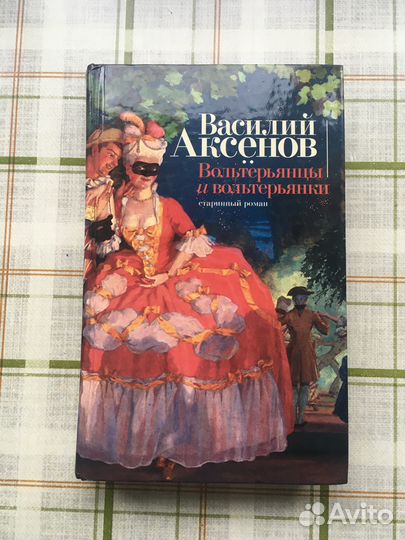 Василий
Аксенов
Вольтерьянцы
и вольтерьянки
старинный роман
Avito